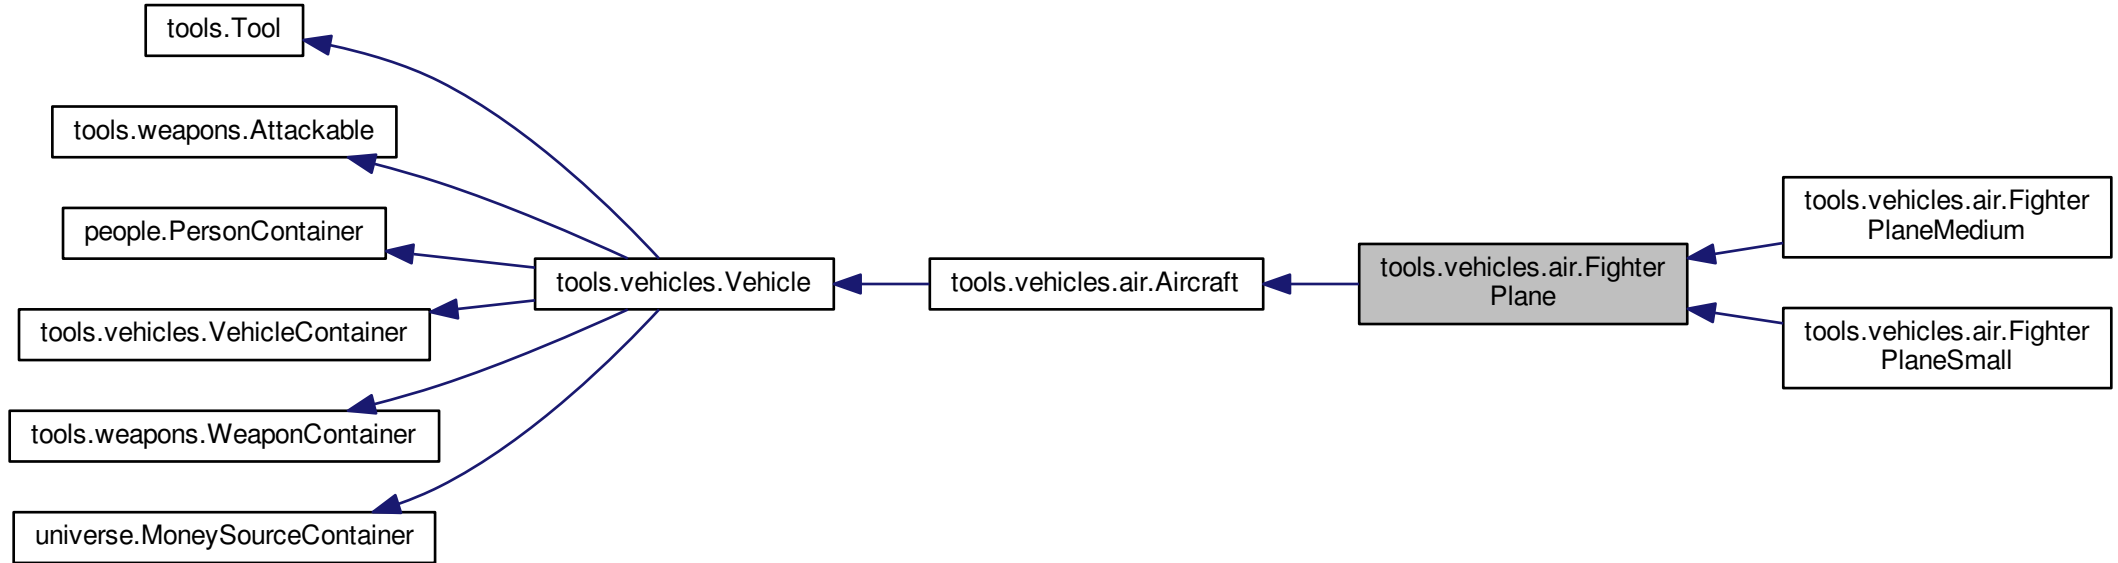 tools.Tool
tools.weapons.Attackable
people.PersonContainer
tools.vehicles.VehicleContainer
tools.weapons.WeaponContainer
universe.MoneySourceContainer
tools.vehicles.Vehicle
tools.vehicles.air.Aircraft
tools.vehicles.air.Fighter
Plane
tools.vehicles.air.Fighter
PlaneMedium
tools.vehicles.air.Fighter
PlaneSmall